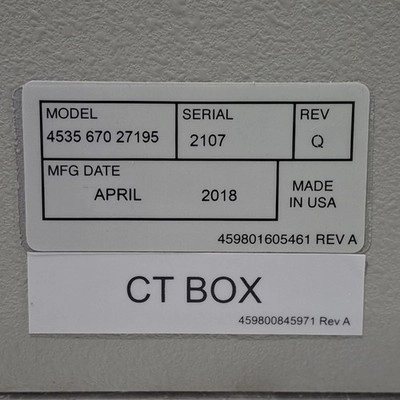 MODEL SERIAL REV
4535 670 27195 2107 Q
MFG DATE
APRIL 2018
MADE
IN USA
459801605461 REV A
CT BOX
459800845971 Rev A